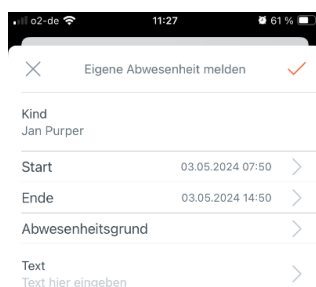 o2-de 11:27 61 %
Eigene Abwesenheit melden
Kind
Jan Purper
Start 03.05.2024 07:50
Ende 03.05.2024 14:50
Abwesenheitsgrund
Text
Text hier eingeben